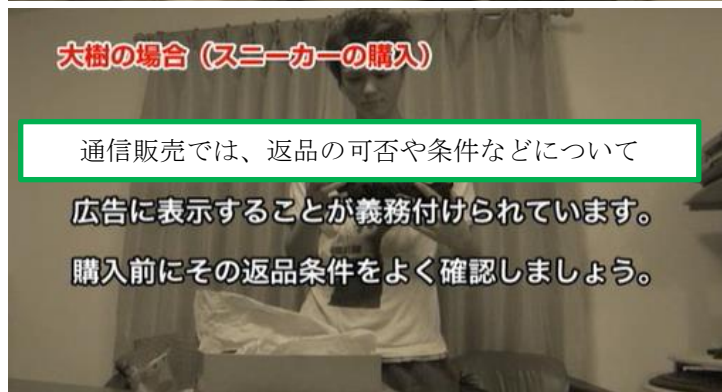 大樹の場合(スニーカーの購入)
通信販売では、返品の可否や条件などについて
広告に表示することが義務付けられています。
購入前にその返品条件をよく確認しましょう。